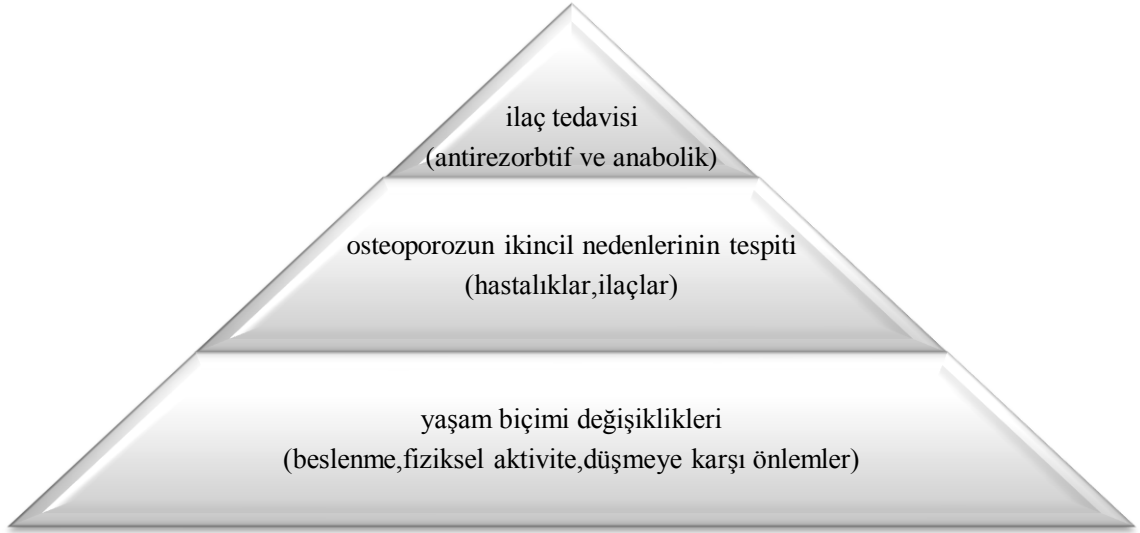 ilaç tedavisi
(antirezorbtif ve anabolik)
osteoporozun ikincil nedenlerinin tespiti
(hastalıklar,ilaçlar)
yaşam biçimi değişiklikleri
(beslenme,fiziksel aktivite,düşmeye karşı önlemler)